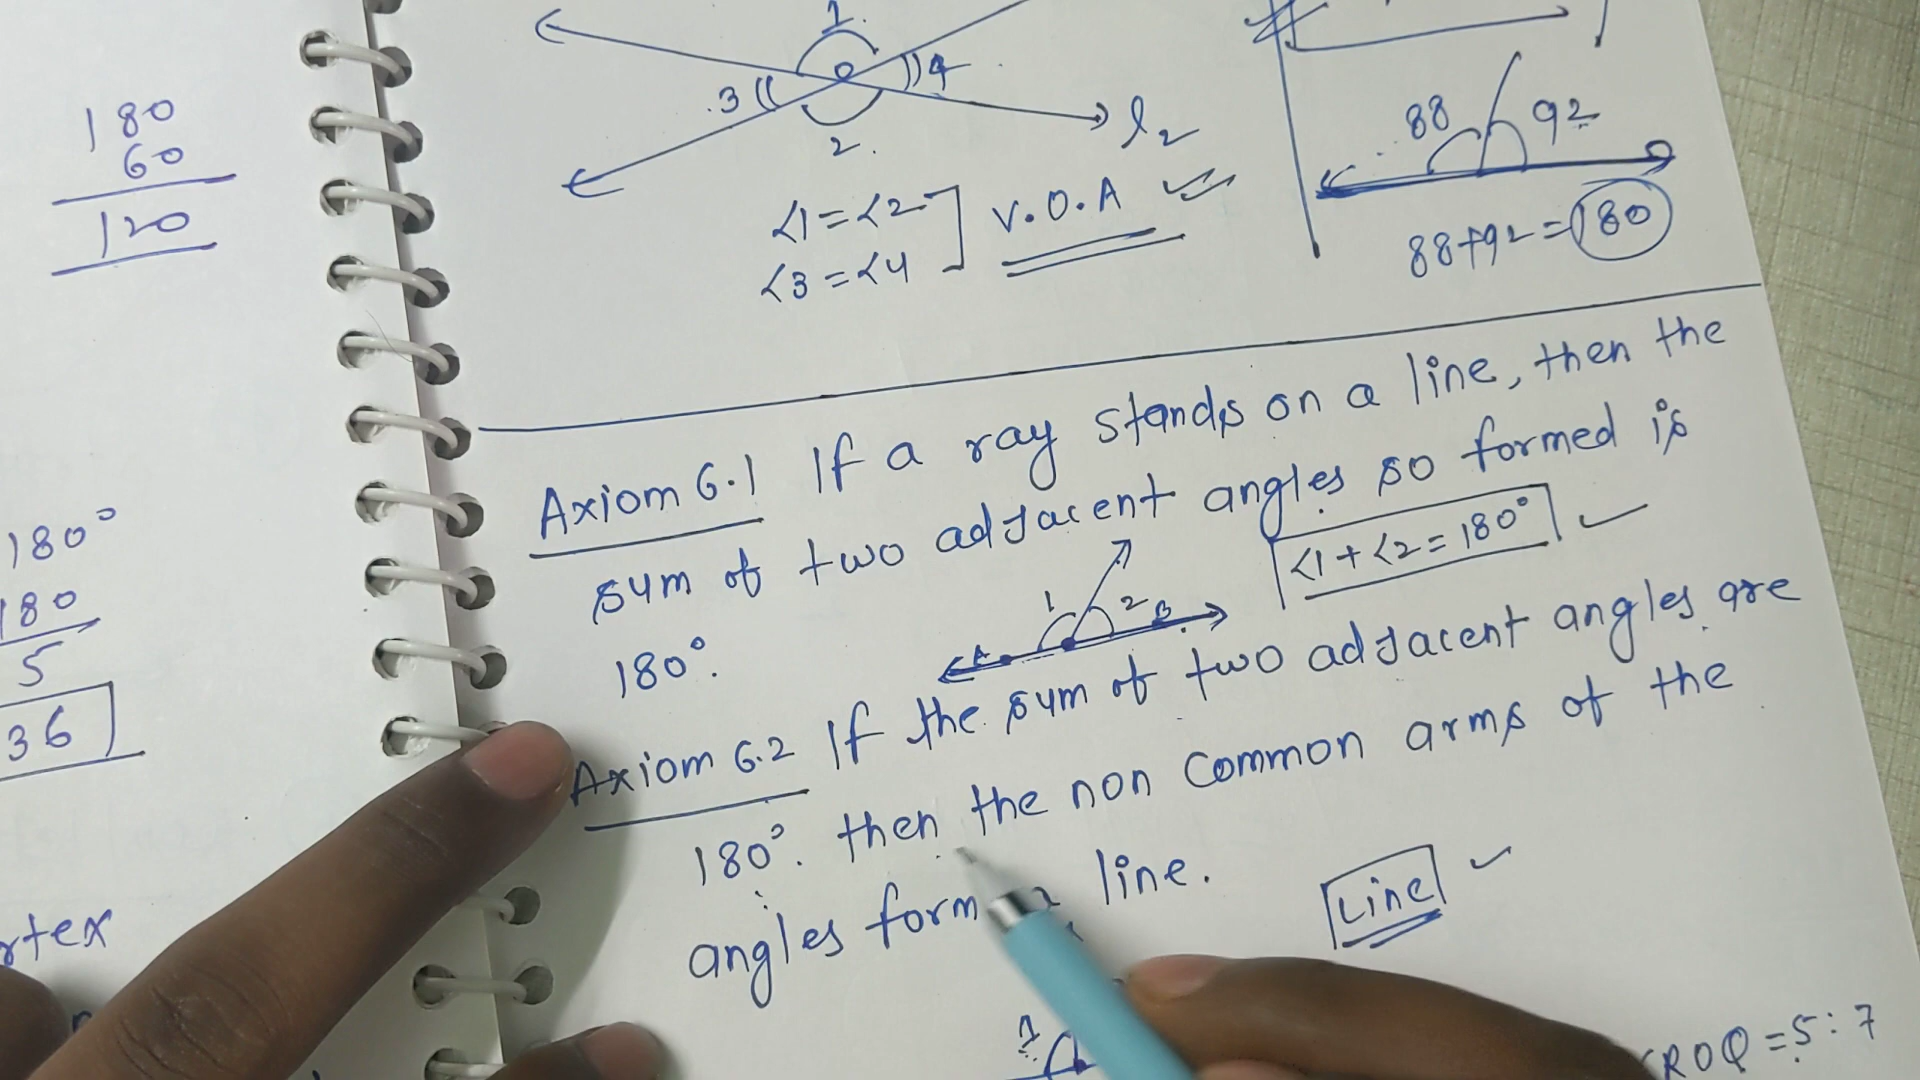 180
60
120
180°
180
5
36
rtex
1
3
4
2
l2
∠1=∠2
∠3=∠4
V.O.A
88 92
88+92=180
Axiom 6.1 If a ray stands on a line, then the
sum of two adjacent angles so formed is
180°.
1 2 B
A
∠1+∠2=180°
Axiom 6.2 If the sum of two adjacent angles are
180°. then the non common arms of the
angles form a line.
Line
1
ROQ=5:7